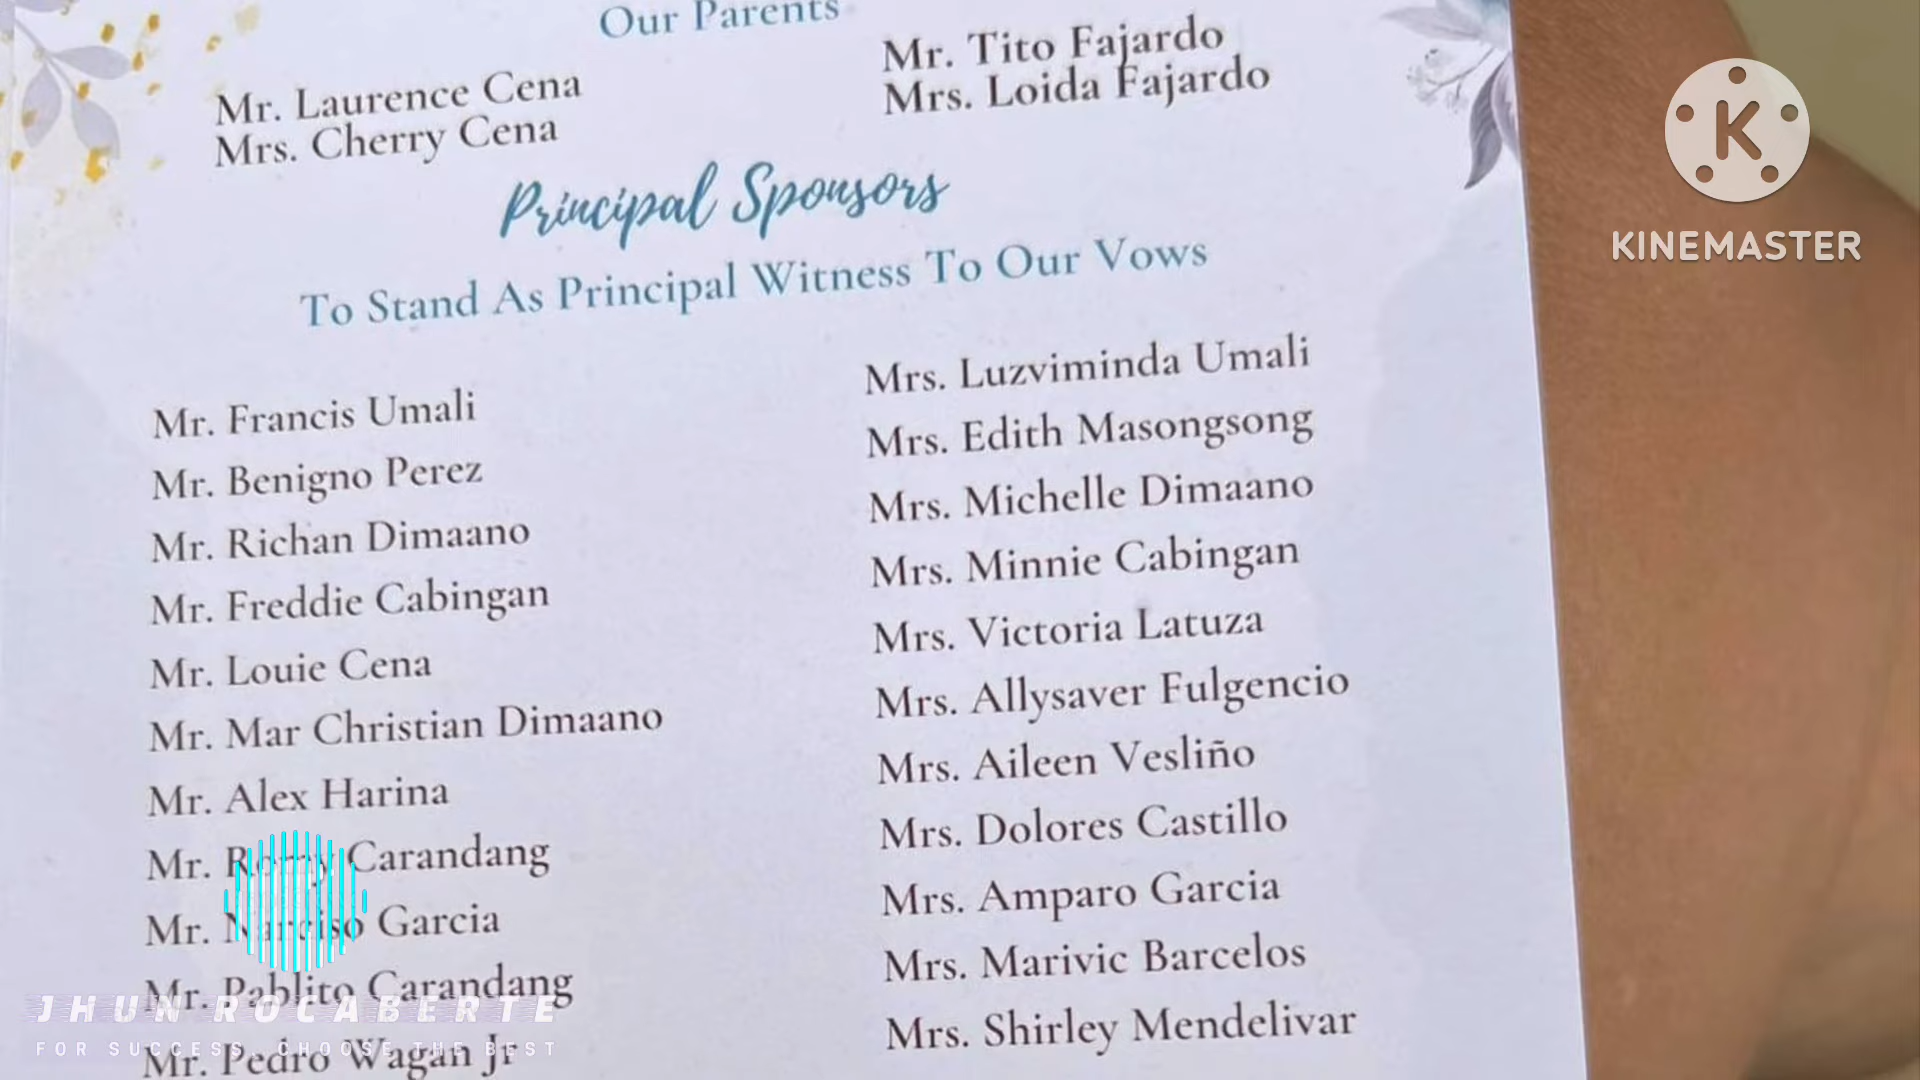 Our Parents
Mr. Laurence Cena
Mrs. Cherry Cena
Mr. Tito Fajardo
Mrs. Loida Fajardo
Principal Sponsors
To Stand As Principal Witness To Our Vows
Mr. Francis Umali
Mr. Benigno Perez
Mr. Richan Dimaano
Mr. Freddie Cabingan
Mr. Louie Cena
Mr. Mar Christian Dimaano
Mr. Alex Harina
Mr. Romy Carandang
Mr. Narciso Garcia
Mr. Pablito Carandang
Mr. Pedro Wagan Jr
Mrs. Luzviminda Umali
Mrs. Edith Masongsong
Mrs. Michelle Dimaano
Mrs. Minnie Cabingan
Mrs. Victoria Latuza
Mrs. Allysaver Fulgencio
Mrs. Aileen Vesliño
Mrs. Dolores Castillo
Mrs. Amparo Garcia
Mrs. Marivic Barcelos
Mrs. Shirley Mendelivar
K
KINEMASTER
JHUN ROCABERTE
FOR SUCCESS, CHOOSE THE BEST